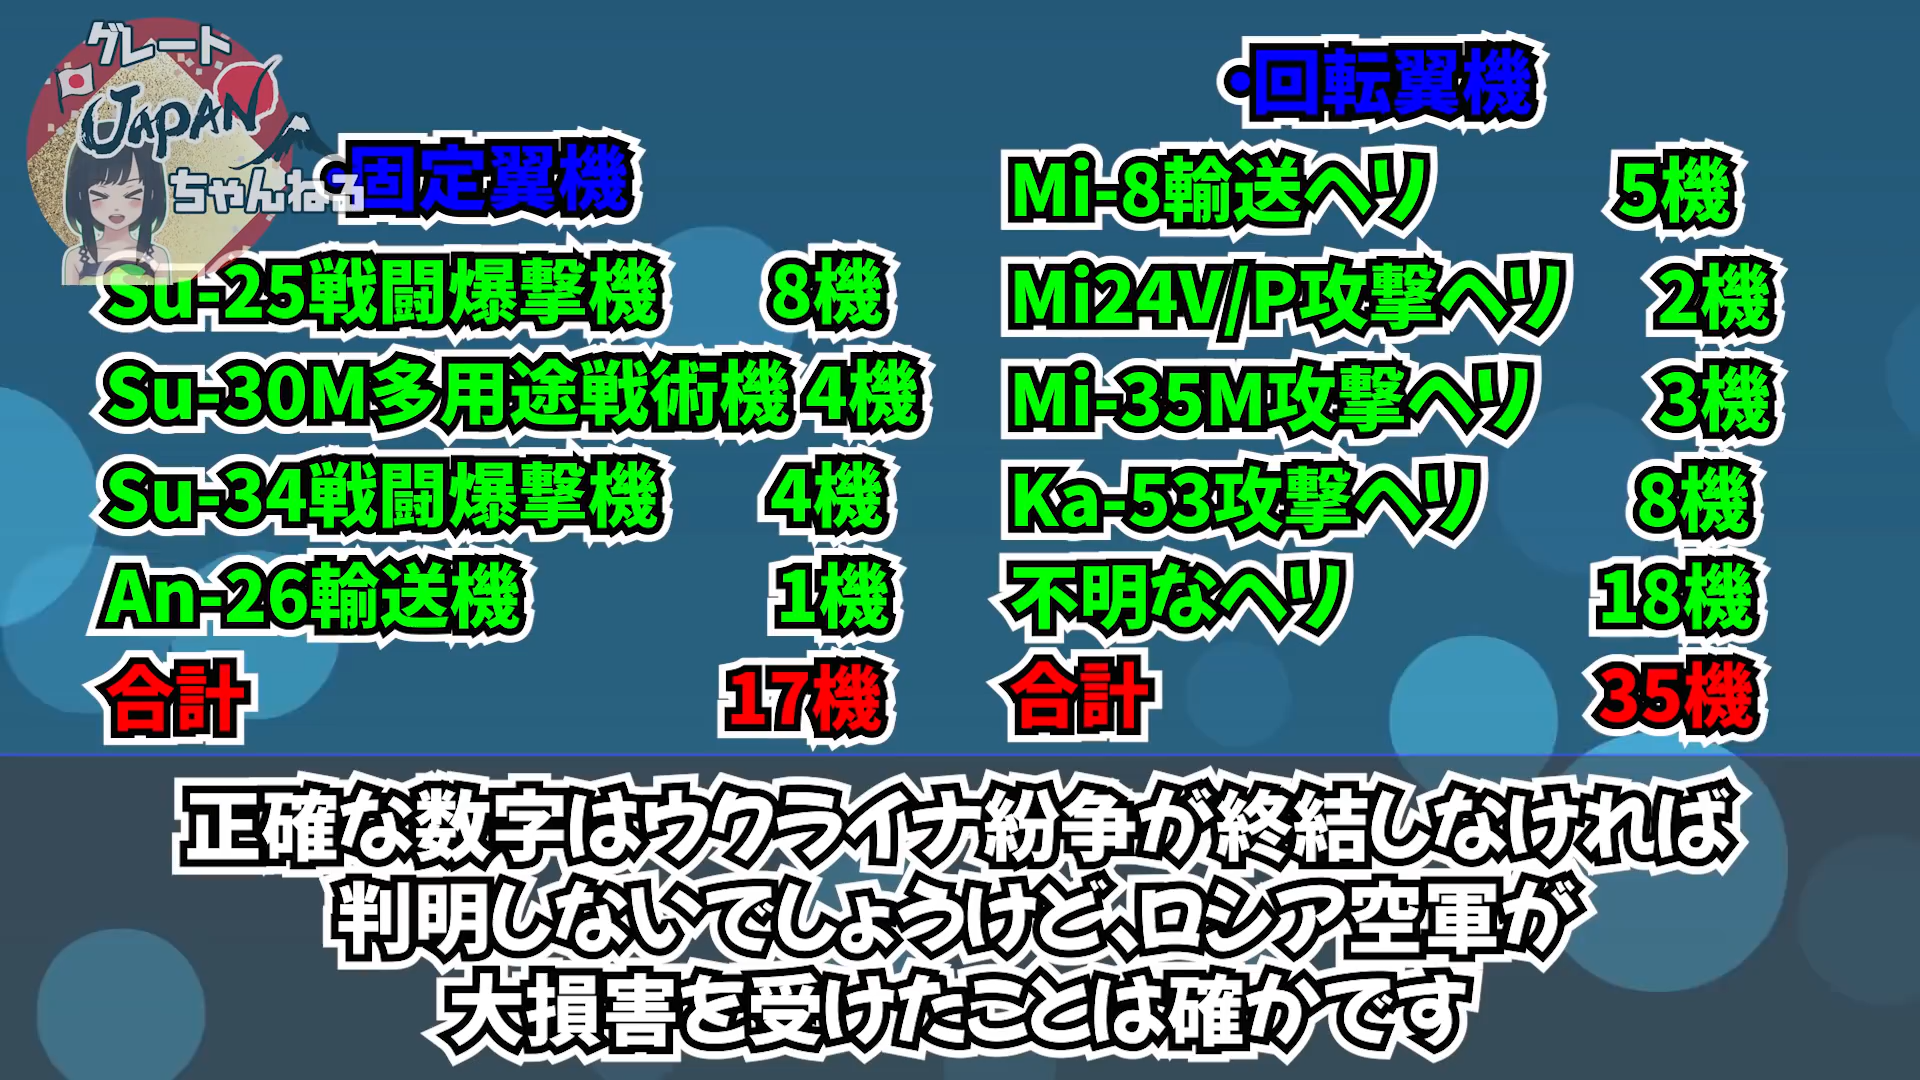 グレート
JAPAN
ちゃんねる
・固定翼機
Su-25戦闘爆撃機 8機
Su-30M多用途戦術機 4機
Su-34戦闘爆撃機 4機
An-26輸送機 1機
合計 17機
・回転翼機
Mi-8輸送ヘリ 5機
Mi24V/P攻撃ヘリ 2機
Mi-35M攻撃ヘリ 3機
Ka-53攻撃ヘリ 8機
不明なヘリ 18機
合計 35機
正確な数字はウクライナ紛争が終結しなければ
判明しないでしょうけど、ロシア空軍が
大損害を受けたことは確かです